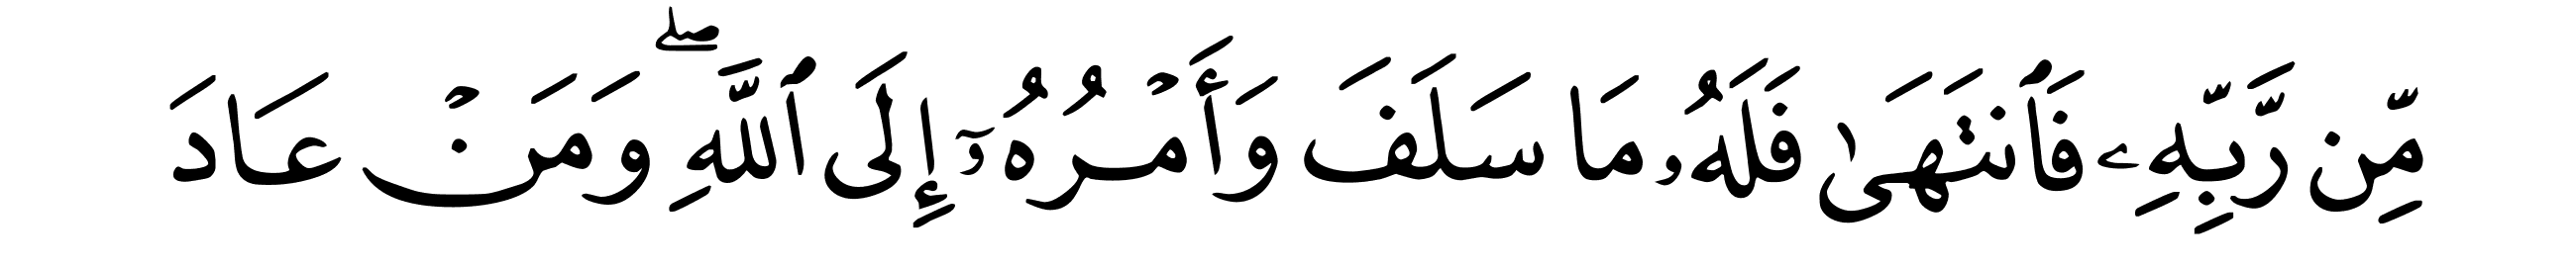 مِّن رَّبِّهِۦ فَٱنتَهَىٰ فَلَهُۥ مَا سَلَفَ وَأَمۡرُهُۥٓ إِلَى ٱللَّهِۖ وَمَنۡ عَادَ